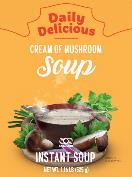 Daily
Delicious
CREAM OF MUSHROOM
Soup
INSTANT SOUP